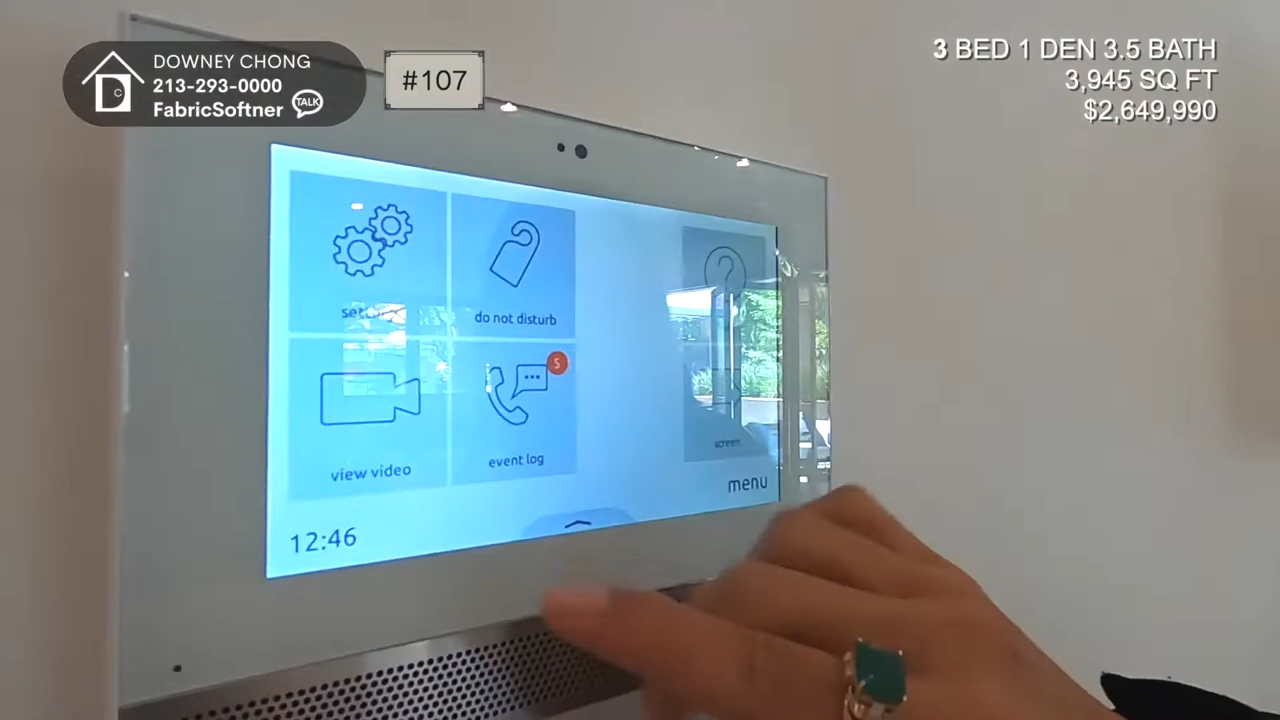 DOWNEY CHONG
213-293-0000
FabricSoftner TALK
#107
3 BED 1 DEN 3.5 BATH
3,945 SQ FT
$2,649,990
settings
do not disturb
5
view video
event log
screen
menu
12:46